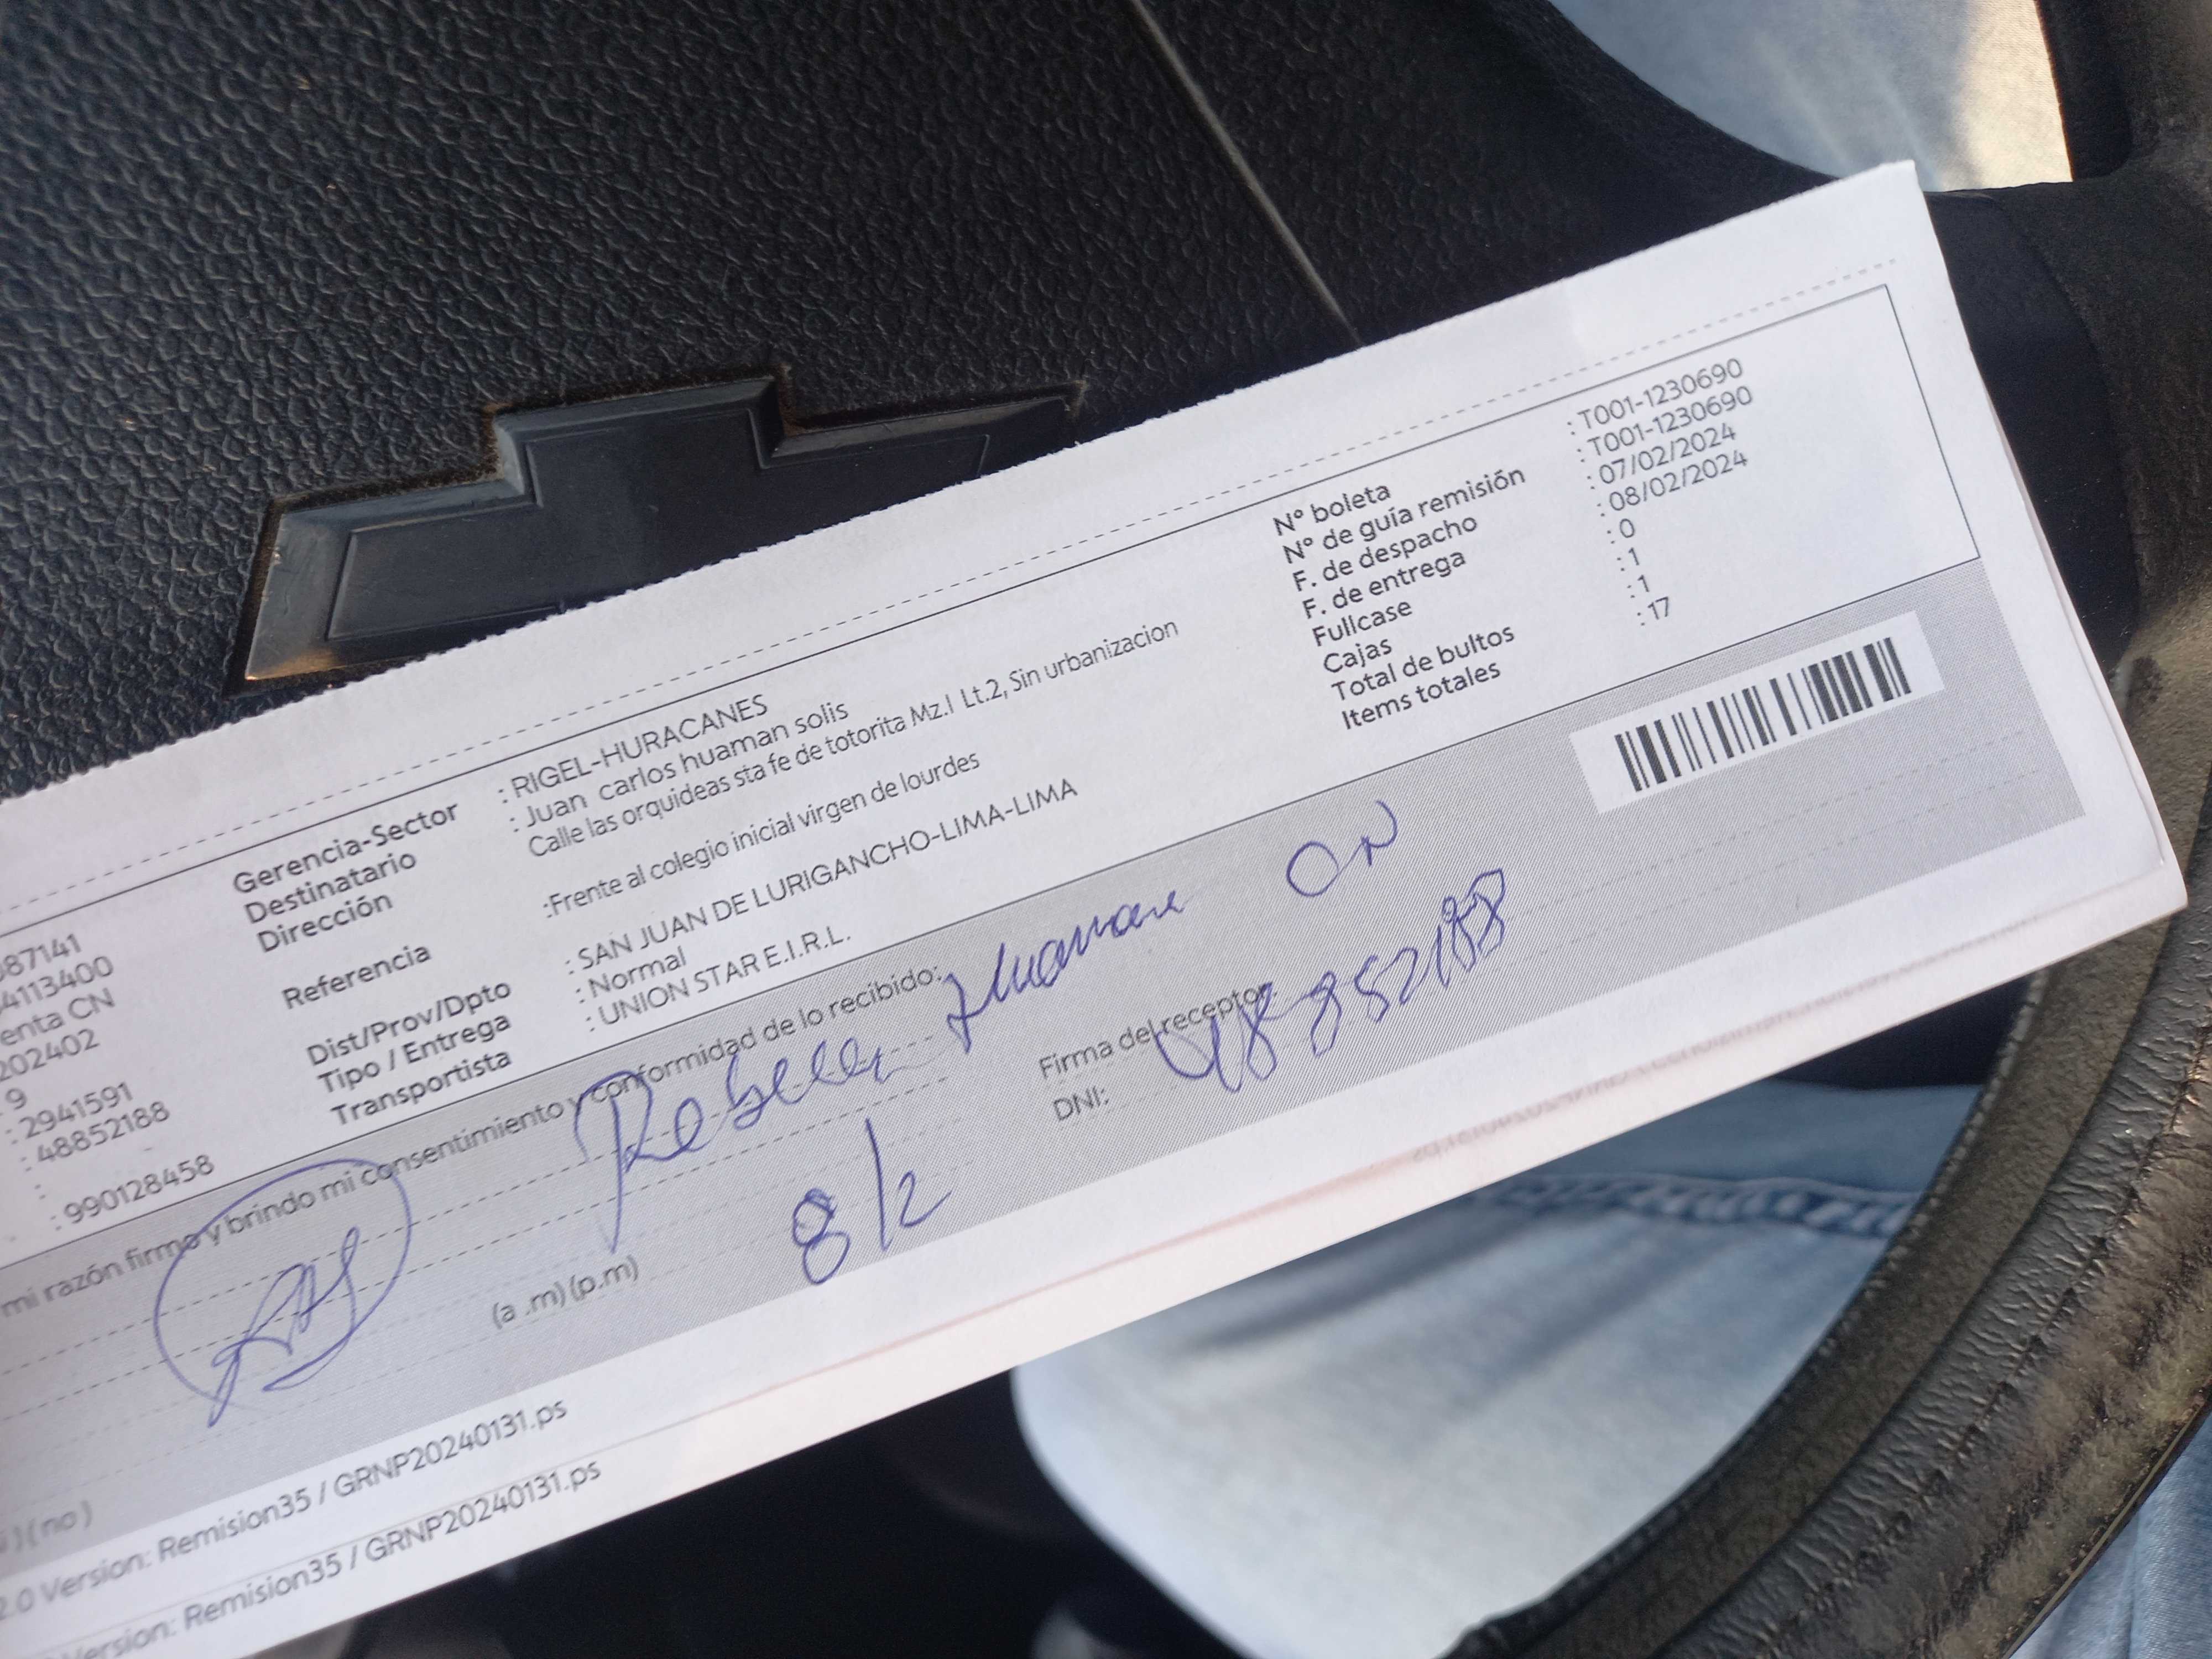 Gerencia-Sector : RIGEL-HURACANES
Destinatario : Juan carlos huaman solis
Dirección Calle las orquideas sta fe de totorita Mz.I Lt.2, Sin urbanizacion
Referencia :Frente al colegio inicial virgen de lourdes
Dist/Prov/Dpto : SAN JUAN DE LURIGANCHO-LIMA-LIMA
Tipo / Entrega : Normal
Transportista : UNION STAR E.I.R.L.
N° boleta : T001-1230690
N° de guía remisión : T001-1230690
F. de despacho : 07/02/2024
F. de entrega : 08/02/2024
Fullcase : 0
Cajas : 1
Total de bultos : 1
Items totales : 17
87141
4113400
enta CN
202402
9
: 2941591
: 48852188
:
: 990128458
mi razón firmo y brindo mi consentimiento y conformidad de lo recibido:
Huaman
Firma del receptor:
DNI: 48852188
(a .m) (p.m)
8/2
) ( no )
2.0 Version: Remision35 / GRNP20240131.ps
Version: Remision35 / GRNP20240131.ps